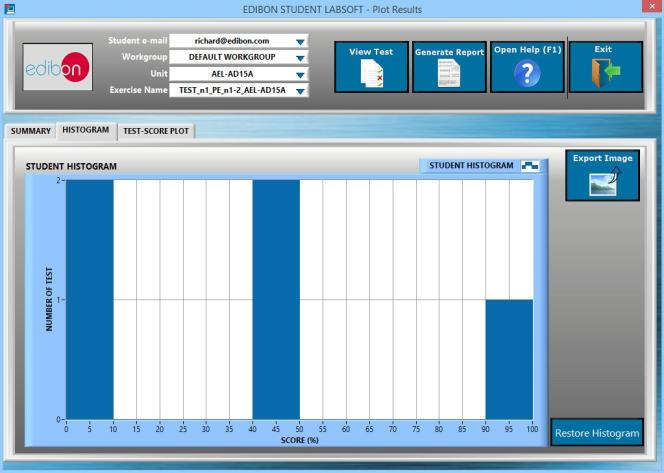 EDIBON STUDENT LABSOFT - Plot Results
edibon
Student e-mail richard@edibon.com
Workgroup DEFAULT WORKGROUP
Unit AEL-AD15A
Exercise Name TEST_n1_PE_n1-2_AEL-AD15A
View Test
Generate Report
Open Help (F1)
Exit
SUMMARY HISTOGRAM TEST-SCORE PLOT
STUDENT HISTOGRAM
STUDENT HISTOGRAM
Export Image
2
1
0
NUMBER OF TEST
0 5 10 15 20 25 30 35 40 45 50 55 60 65 70 75 80 85 90 95 100
SCORE (%)
Restore Histogram